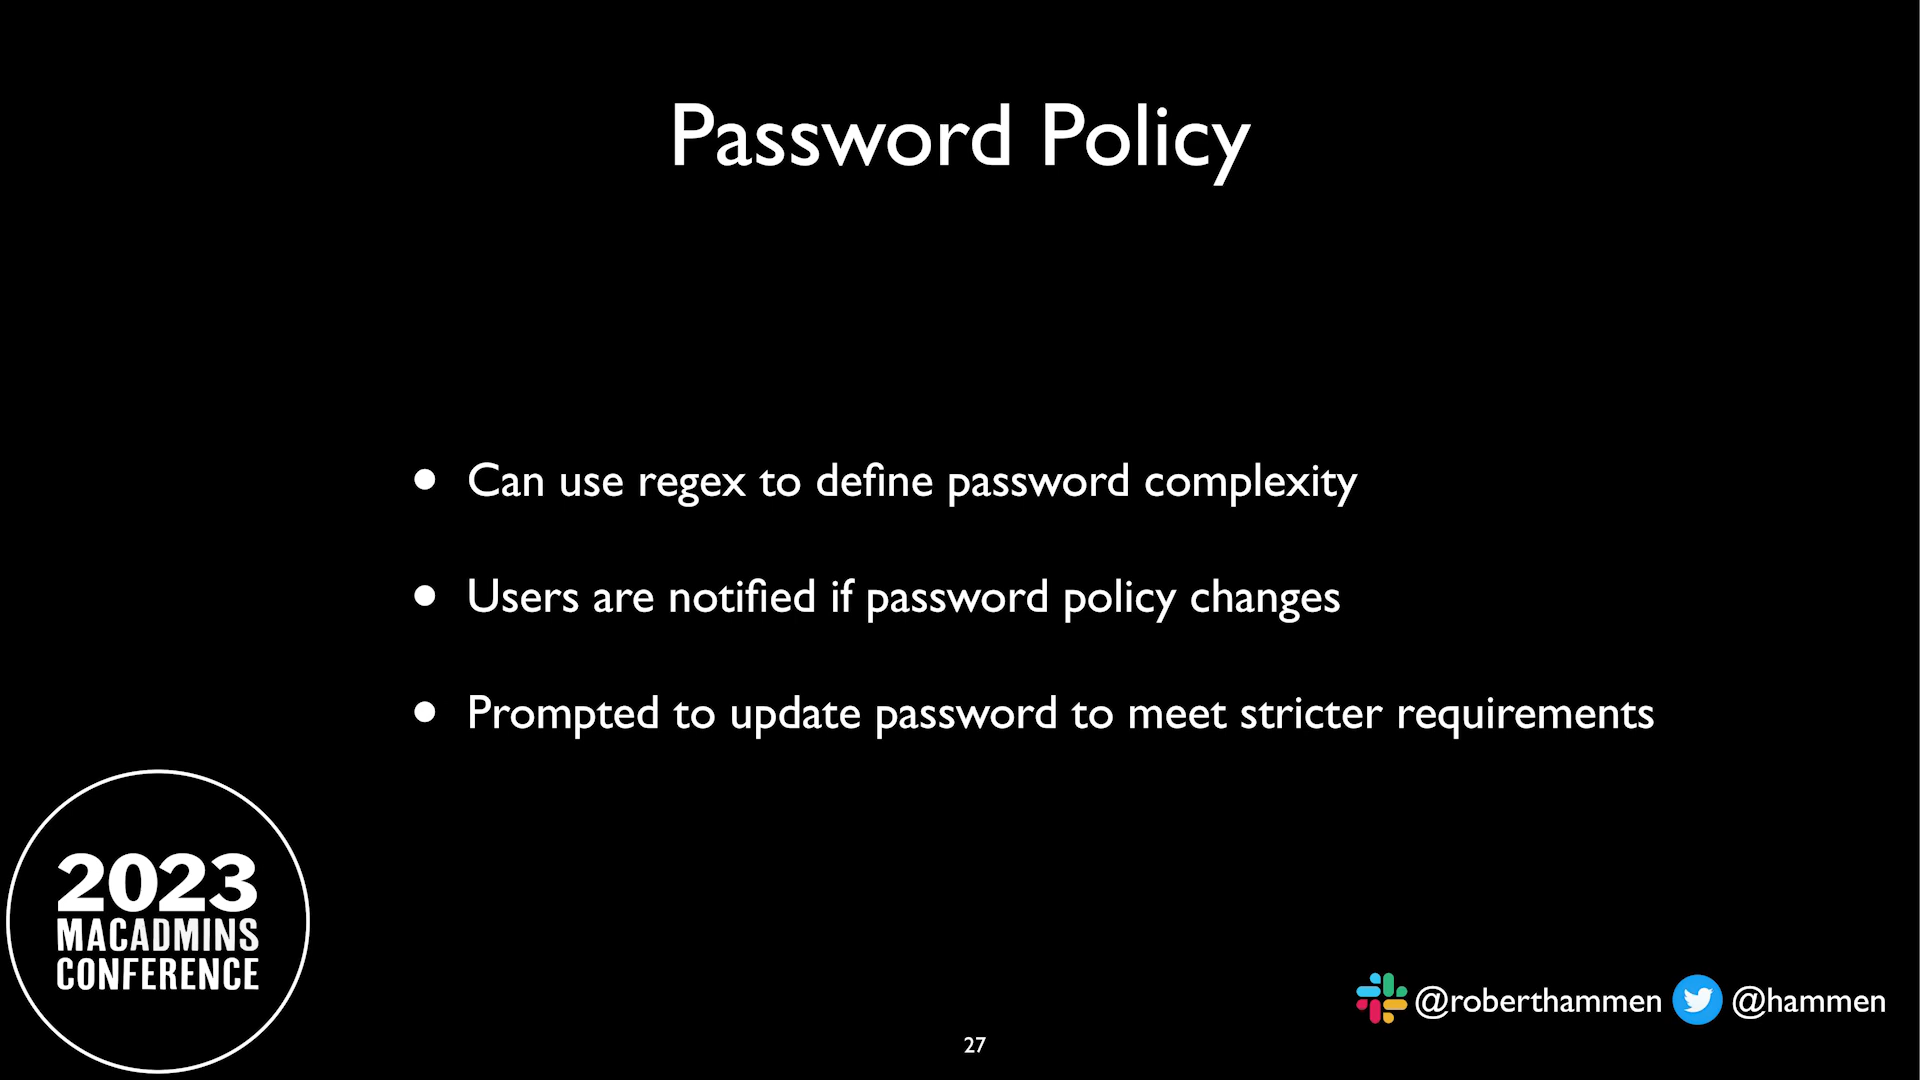 Password Policy
• Can use regex to define password complexity
• Users are notified if password policy changes
• Prompted to update password to meet stricter requirements
2023
MACADMINS
CONFERENCE
@roberthammen @hammen
27